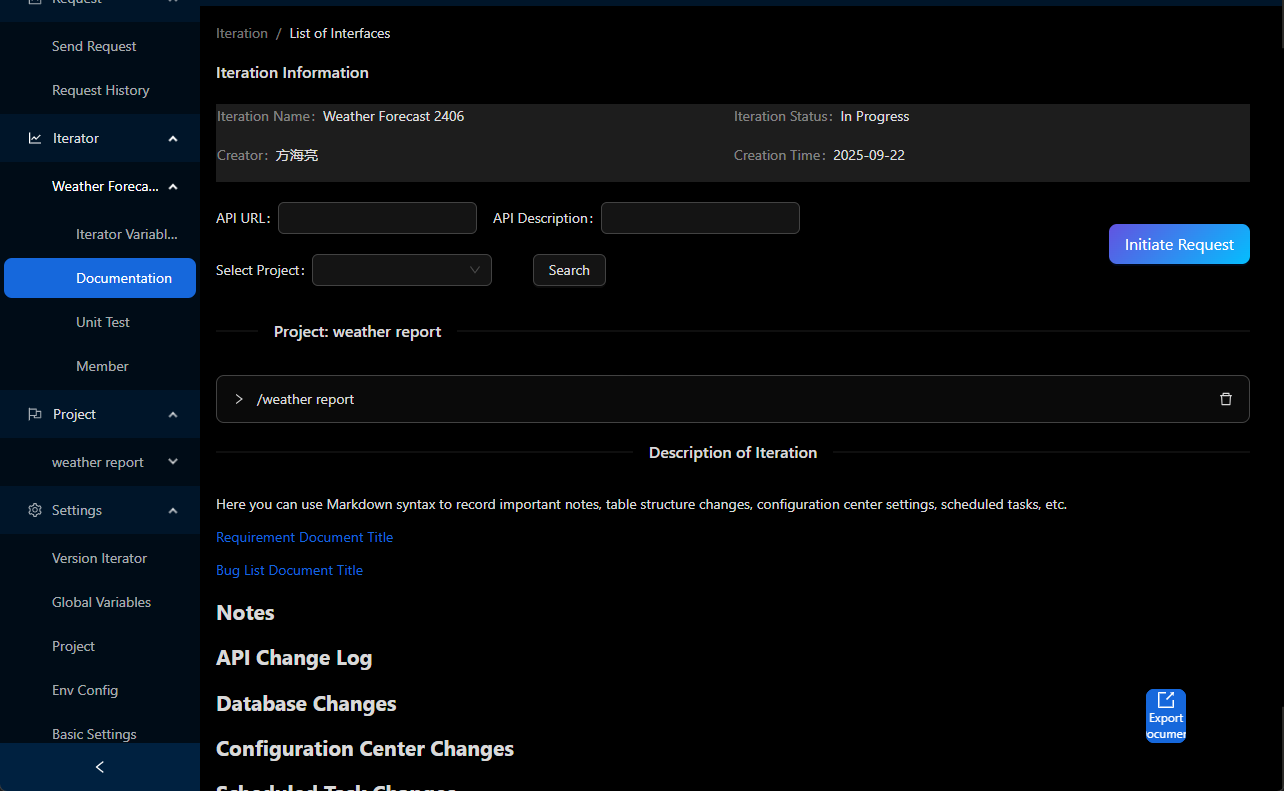 Request
Send Request
Request History
Iterator
Weather Foreca...
Iterator Variabl...
Documentation
Unit Test
Member
Project
weather report
Settings
Version Iterator
Global Variables
Project
Env Config
Basic Settings
Iteration / List of Interfaces
Iteration Information
Iteration Name: Weather Forecast 2406 Iteration Status: In Progress
Creator: 方海亮 Creation Time: 2025-09-22
API URL: API Description:
Initiate Request
Select Project: Search
Project: weather report
/weather report
Description of Iteration
Here you can use Markdown syntax to record important notes, table structure changes, configuration center settings, scheduled tasks, etc.
Requirement Document Title
Bug List Document Title
Notes
API Change Log
Database Changes
Configuration Center Changes
Scheduled Task Changes
Export
ocumen